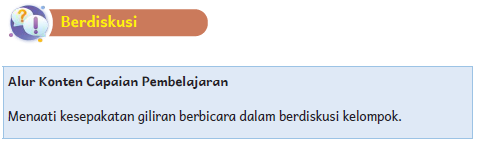 Berdiskusi
Alur Konten Capaian Pembelajaran
Menaati kesepakatan giliran berbicara dalam berdiskusi kelompok.